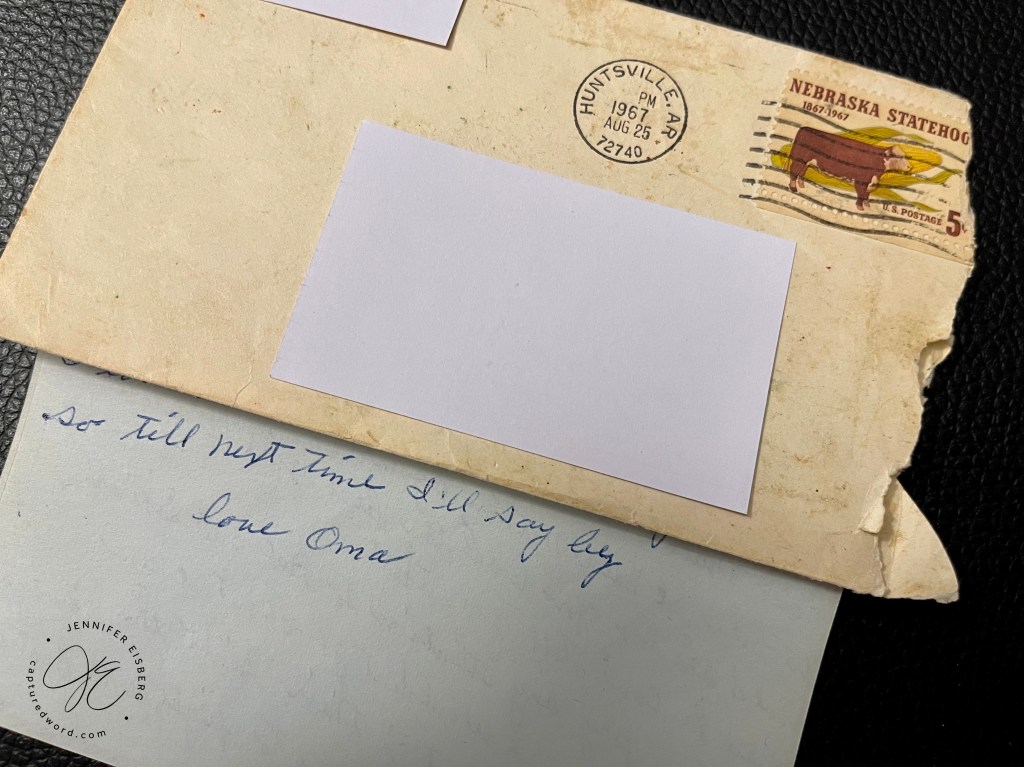 HUNTSVILLE, AR
PM
1967
AUG 25
72740
NEBRASKA STATEHOO
1867-1967
U.S. POSTAGE 5¢
so till next time I'll say by
love Oma
JENNIFER EISBERG
JE
capturedword.com